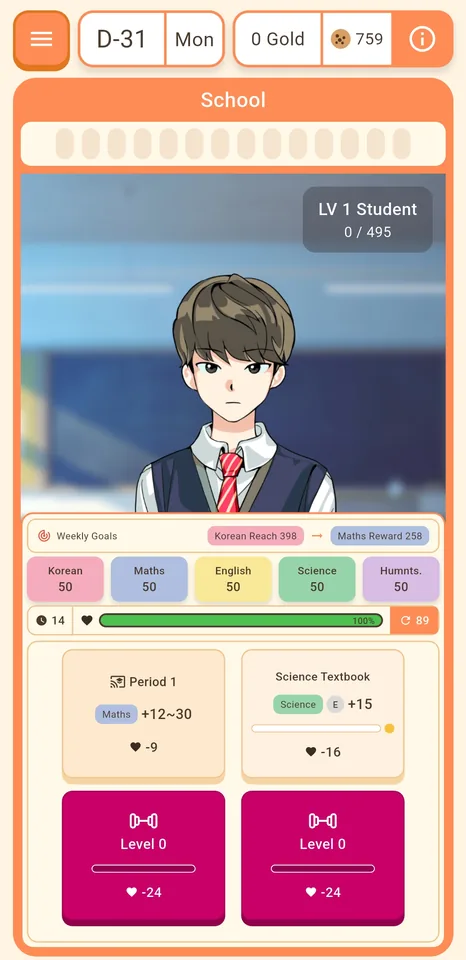 D-31 Mon 0 Gold 759
School
LV 1 Student
0 / 495
Weekly Goals Korean Reach 398 → Maths Reward 258
Korean Maths English Science Humnts.
50 50 50 50 50
14 100% 89
Period 1
Maths +12~30
-9
Science Textbook
Science E +15
-16
Level 0
-24
Level 0
-24